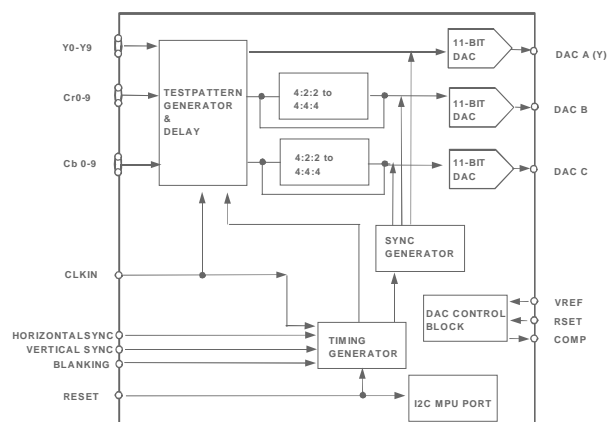 Y0-Y9
Cr0-9
Cb 0-9
TESTPATTERN
GENERATOR
&
DELAY
4:2:2 to
4:4:4
4:2:2 to
4:4:4
11-BIT
DAC
11-BIT
DAC
11-BIT
DAC
DAC A (Y)
DAC B
DAC C
SYNC
GENERATOR
CLKIN
HORIZONTALSYNC
VERTICAL SYNC
BLANKING
RESET
TIMING
GENERATOR
DAC CONTROL
BLOCK
VREF
RSET
COMP
I2C MPU PORT